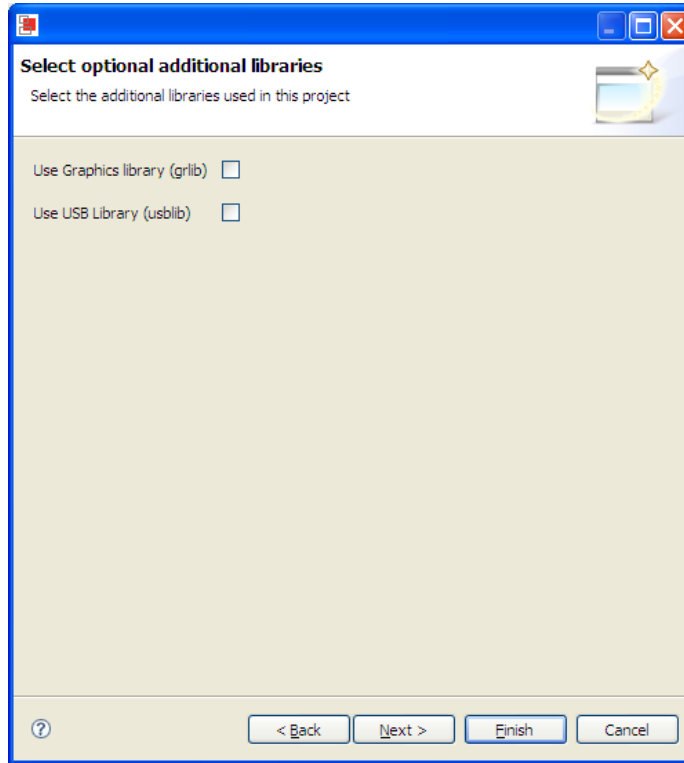 Select optional additional libraries
Select the additional libraries used in this project
Use Graphics library (grlib)
Use USB Library (usblib)
?
< Back Next > Finish Cancel